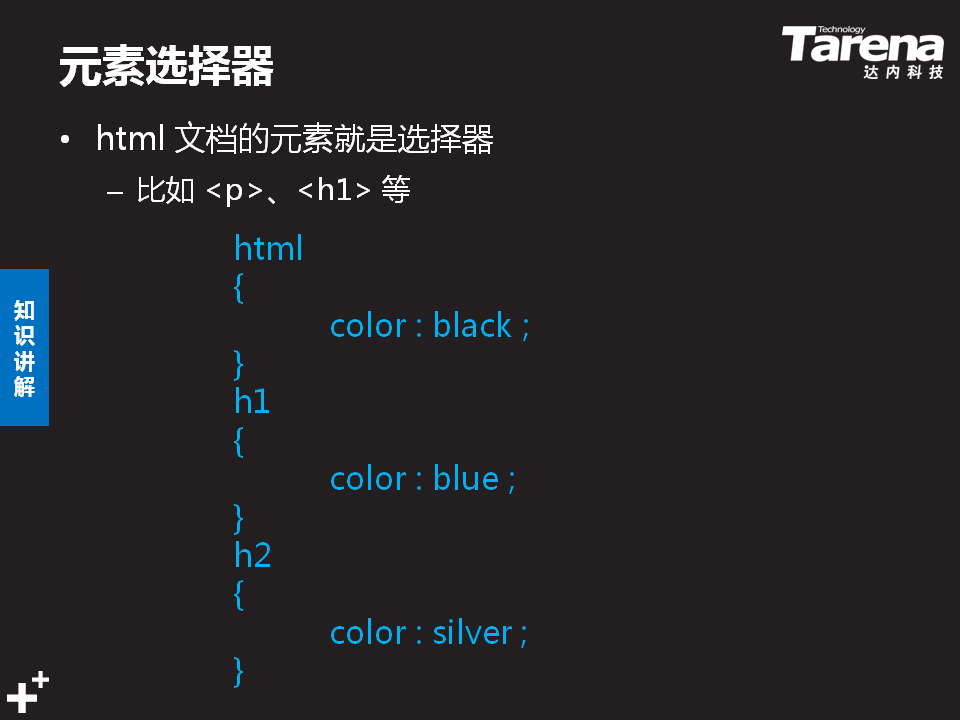 元素选择器
Technology
Tarena
达内科技
• html 文档的元素就是选择器
– 比如 <p>、<h1> 等
html
{
color : black ;
}
h1
{
color : blue ;
}
h2
{
color : silver ;
}
知识讲解